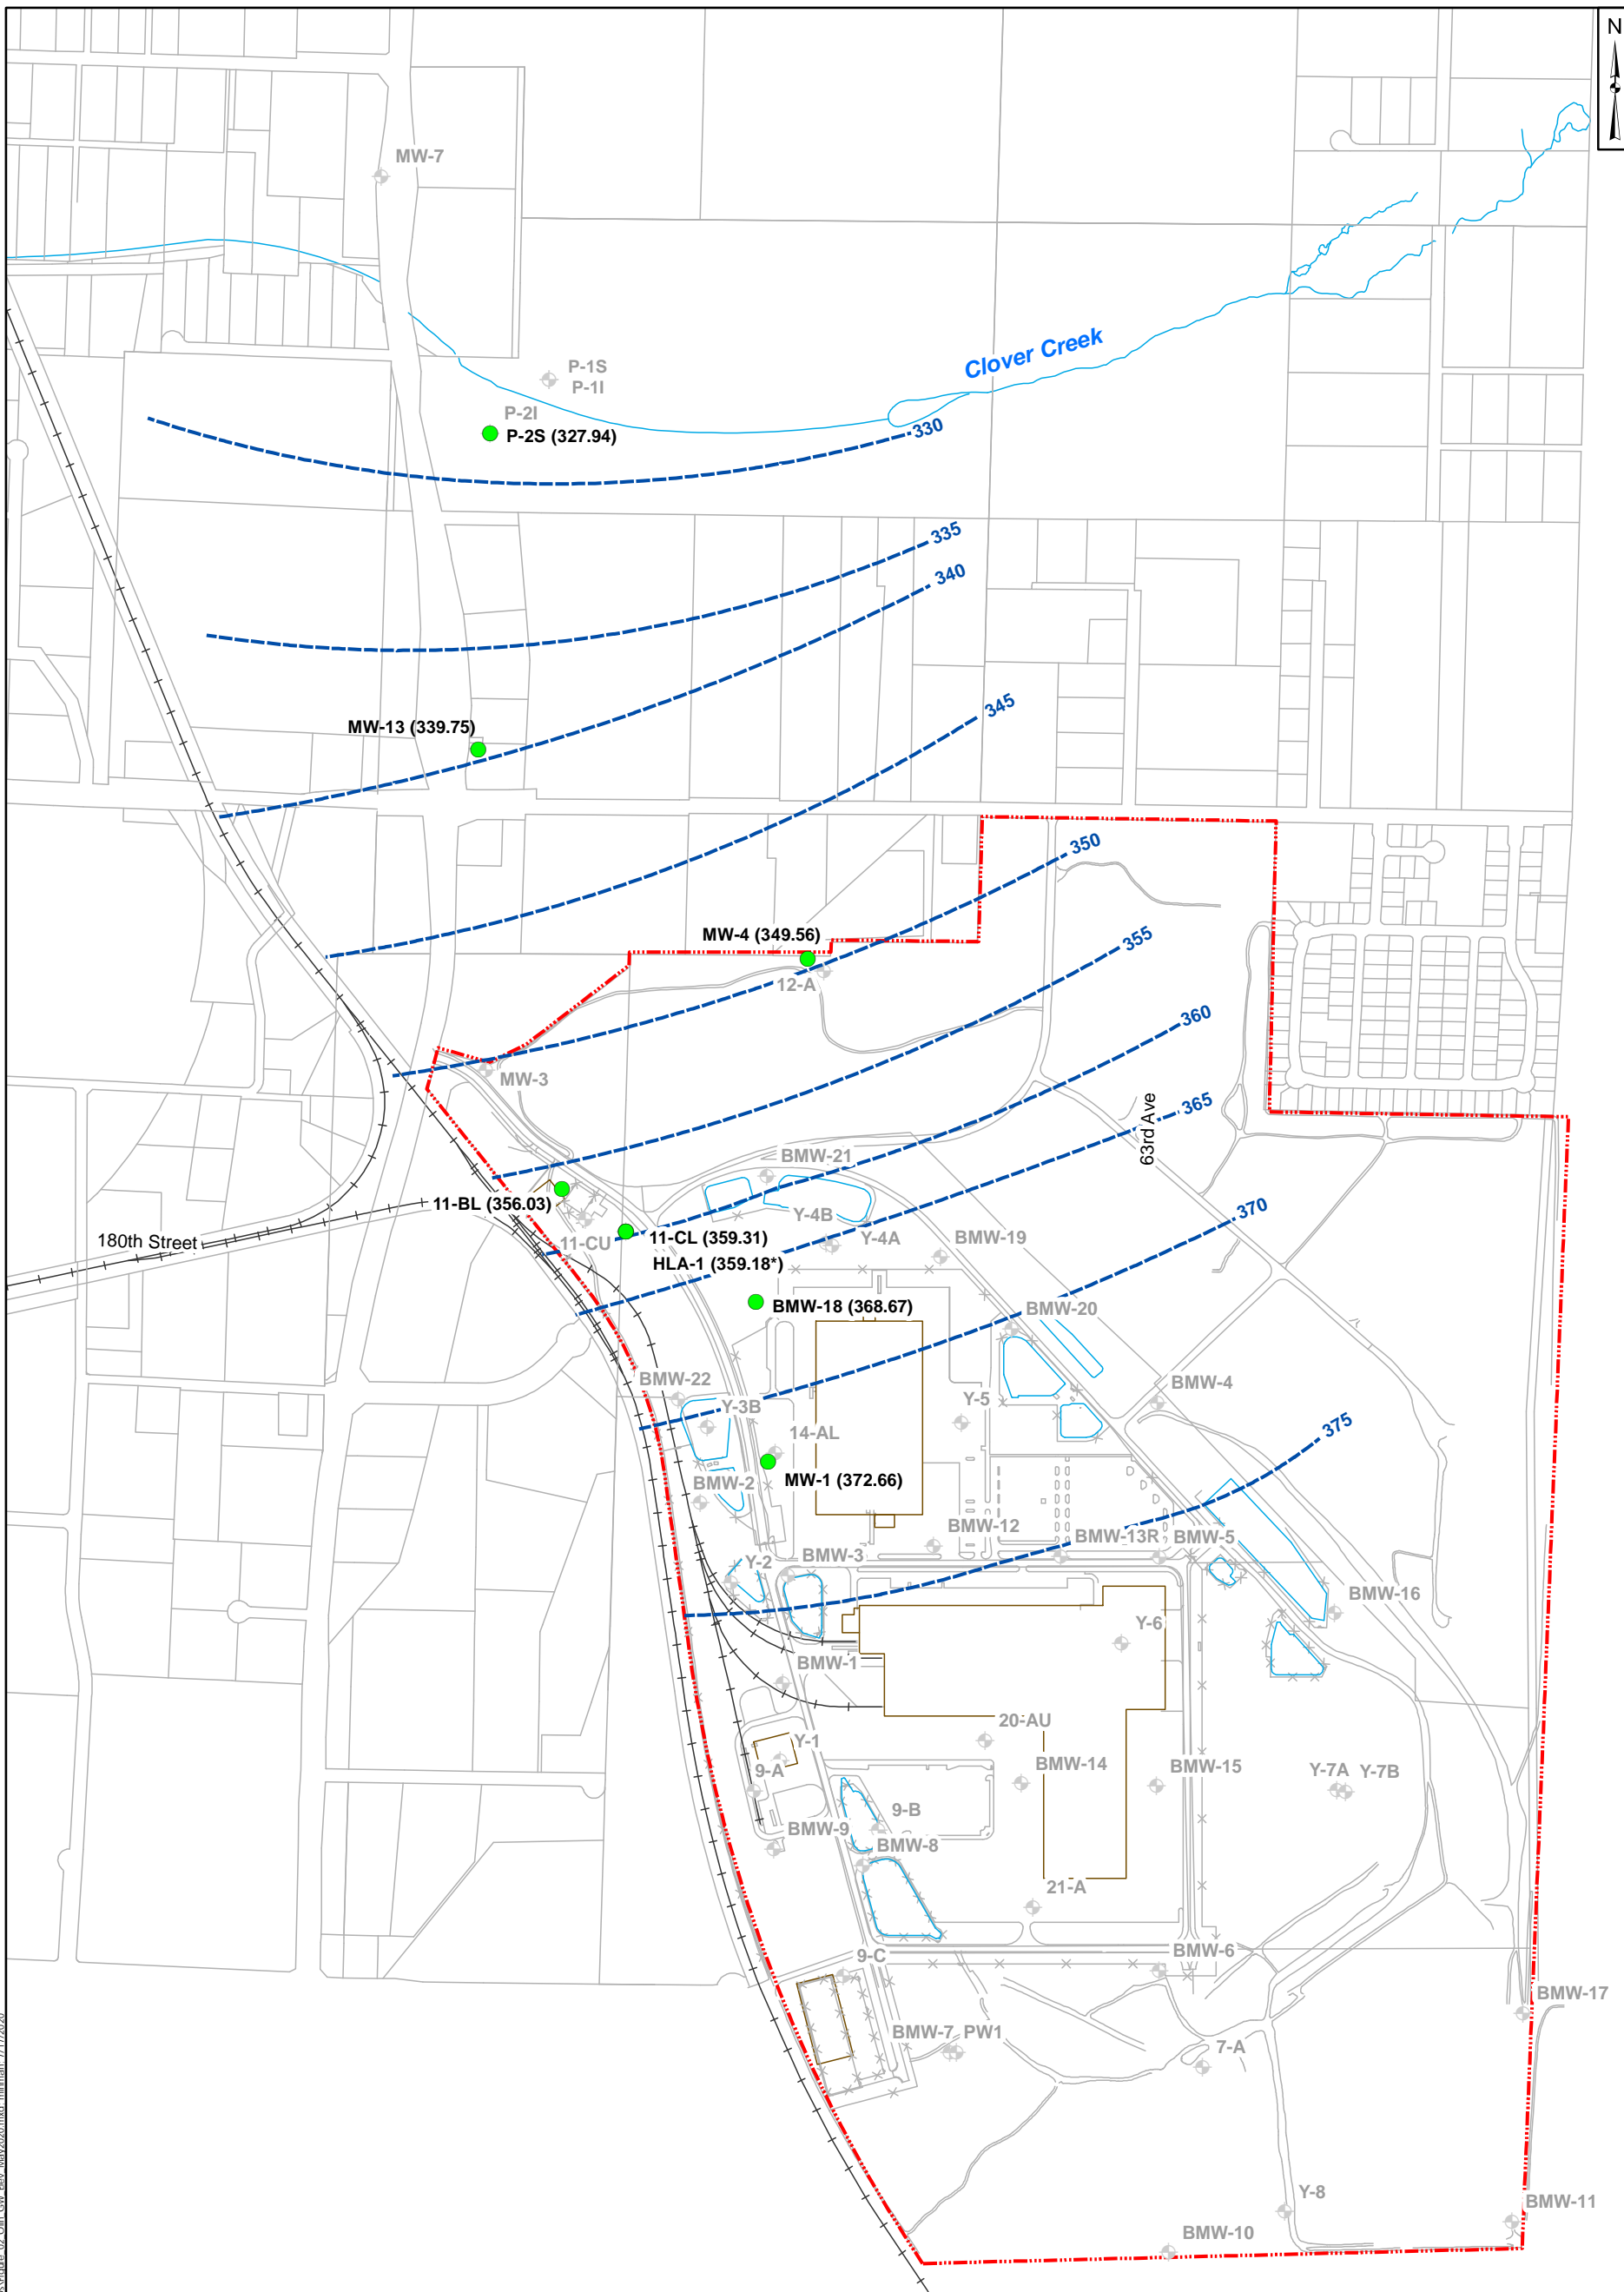 N
MW-7
Clover Creek
P-1S
P-1I
P-2I
P-2S (327.94)
330
335
340
345
MW-13 (339.75)
350
MW-4 (349.56)
355
12-A
360
MW-3
365
63rd Ave
BMW-21
370
11-BL (356.03)
Y-4B
180th Street
11-CU
11-CL (359.31)
Y-4A
BMW-19
HLA-1 (359.18*)
BMW-18 (368.67)
BMW-20
BMW-22
BMW-4
Y-3B
Y-5
375
14-AL
MW-1 (372.66)
BMW-2
BMW-12
BMW-13R
BMW-5
BMW-3
Y-2
BMW-16
Y-6
BMW-1
20-AU
Y-1
9-A
BMW-14
BMW-15
Y-7A
Y-7B
9-B
BMW-9
BMW-8
21-A
BMW-6
9-C
BMW-17
BMW-7
PW1
7-A
Y-8
BMW-11
BMW-10